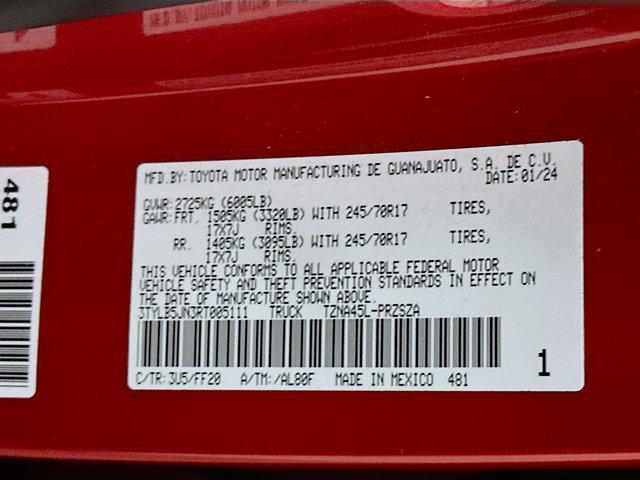 MFD.BY:TOYOTA MOTOR MANUFACTURING DE GUANAJUATO, S.A. DE C.V.
DATE:01/24
GVWR:2725KG (6005LB)
GAWR:FRT. 1505KG (3320LB) WITH 245/70R17 TIRES,
17X7J RIMS,
RR. 1405KG (3095LB) WITH 245/70R17 TIRES,
17X7J RIMS.
THIS VEHICLE CONFORMS TO ALL APPLICABLE FEDERAL MOTOR
VEHICLE SAFETY AND THEFT PREVENTION STANDARDS IN EFFECT ON
THE DATE OF MANUFACTURE SHOWN ABOVE.
3TYLB5JN3RT005111 TRUCK TZNA45L-PRZSZA
C/TR:3U5/FF20 A/TM:/AL80F MADE IN MEXICO 481
1
481